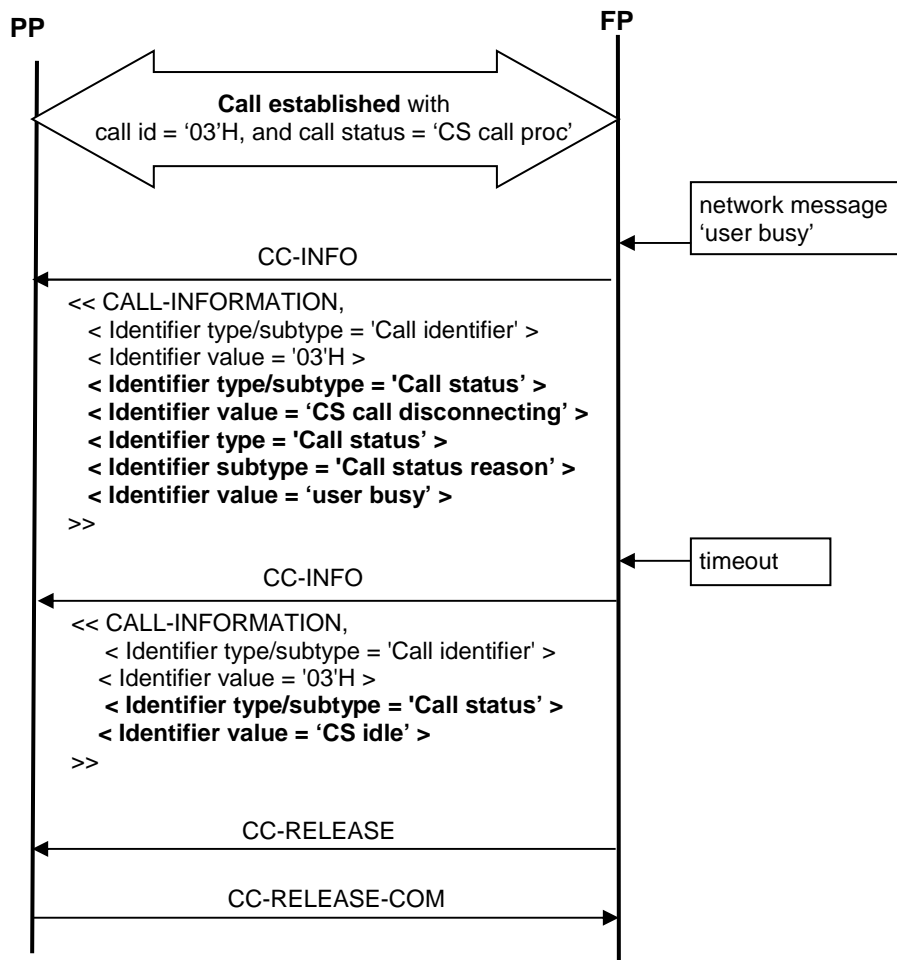 PP
FP
Call established with
call id = ‘03’H, and call status = ‘CS call proc’
network message
‘user busy’
CC-INFO
<< CALL-INFORMATION,
< Identifier type/subtype = 'Call identifier' >
< Identifier value = '03'H >
< Identifier type/subtype = 'Call status’ >
< Identifier value = ‘CS call disconnecting’ >
< Identifier type = 'Call status’ >
< Identifier subtype = 'Call status reason’ >
< Identifier value = ‘user busy’ >
>>
timeout
CC-INFO
<< CALL-INFORMATION,
< Identifier type/subtype = 'Call identifier' >
< Identifier value = '03'H >
< Identifier type/subtype = 'Call status’ >
< Identifier value = ‘CS idle’ >
>>
CC-RELEASE
CC-RELEASE-COM